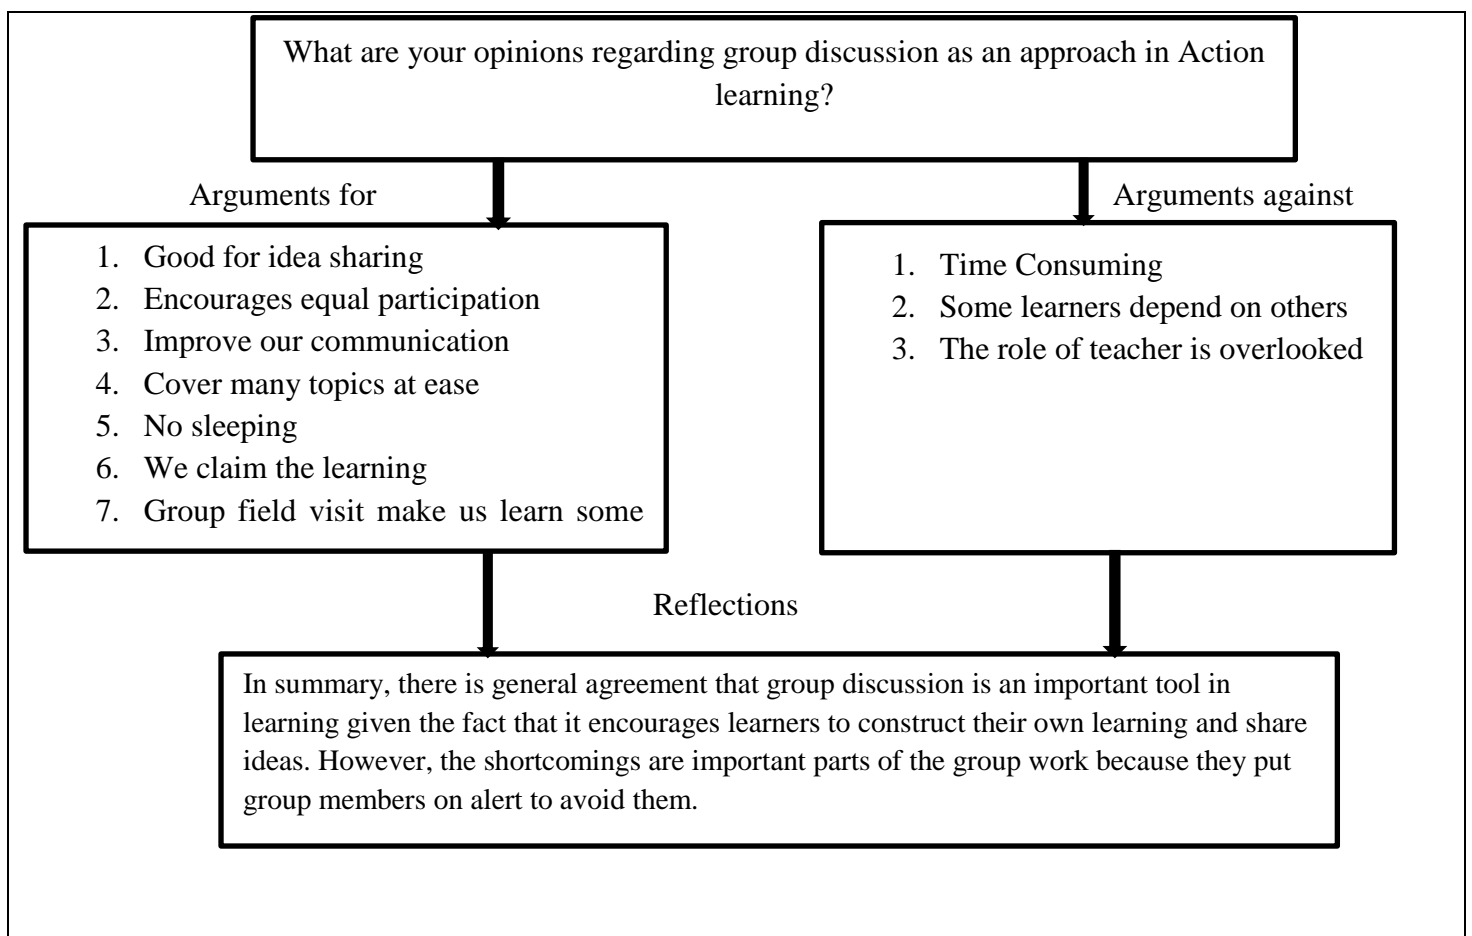 What are your opinions regarding group discussion as an approach in Action
learning?
Arguments for
Arguments against
1. Good for idea sharing
2. Encourages equal participation
3. Improve our communication
4. Cover many topics at ease
5. No sleeping
6. We claim the learning
7. Group field visit make us learn some
1. Time Consuming
2. Some learners depend on others
3. The role of teacher is overlooked
Reflections
In summary, there is general agreement that group discussion is an important tool in
learning given the fact that it encourages learners to construct their own learning and share
ideas. However, the shortcomings are important parts of the group work because they put
group members on alert to avoid them.